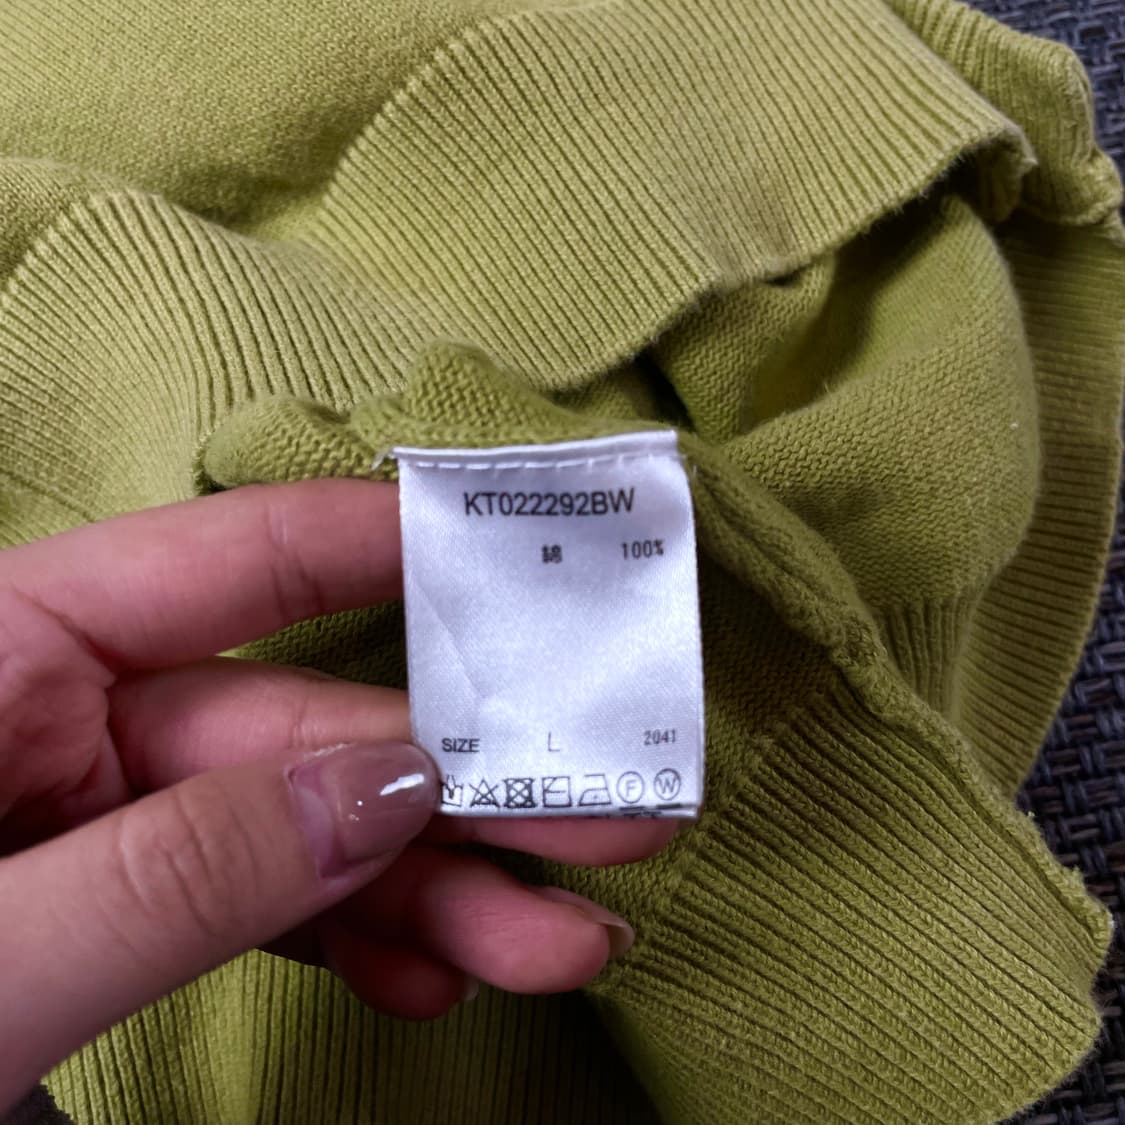 KT022292BW
綿 100%
SIZE L 2041
F W